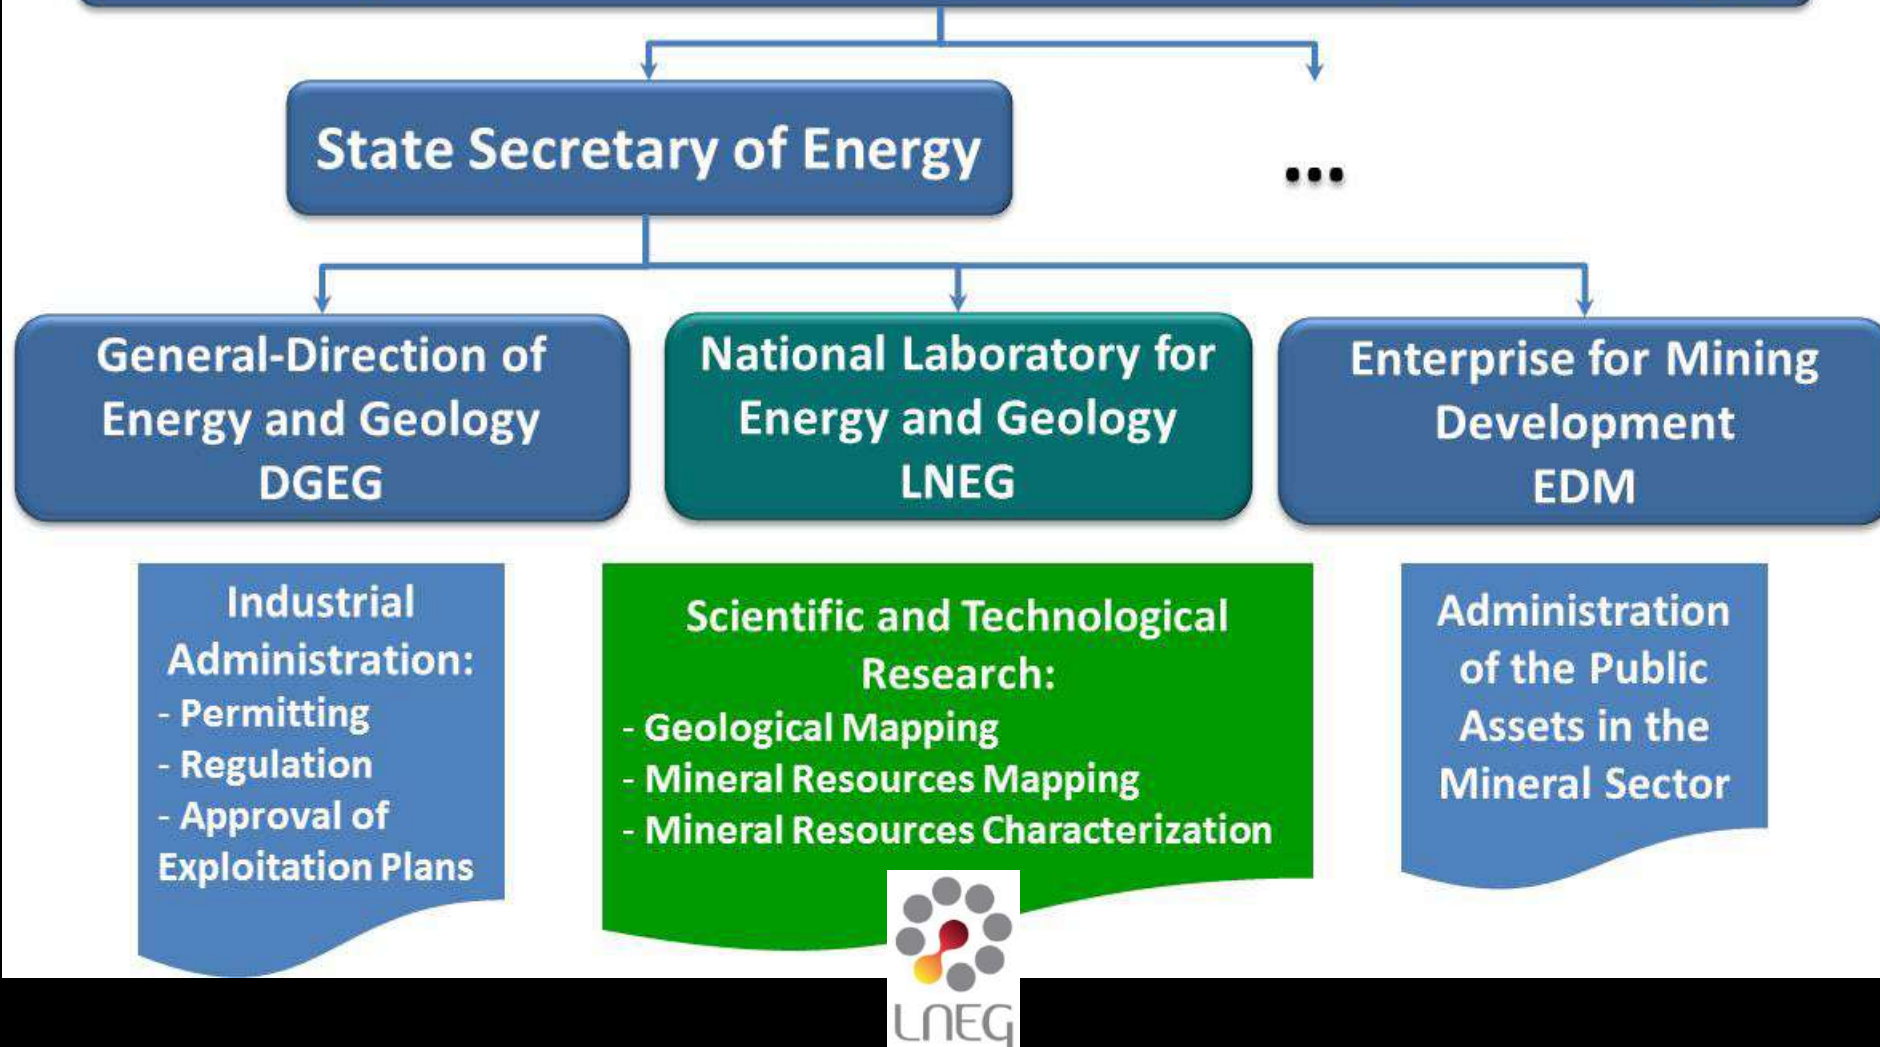 State Secretary of Energy
...
General-Direction of
Energy and Geology
DGEG
National Laboratory for
Energy and Geology
LNEG
Enterprise for Mining
Development
EDM
Industrial
Administration:
- Permitting
- Regulation
- Approval of
Exploitation Plans
Scientific and Technological
Research:
- Geological Mapping
- Mineral Resources Mapping
- Mineral Resources Characterization
Administration
of the Public
Assets in the
Mineral Sector
LNEG